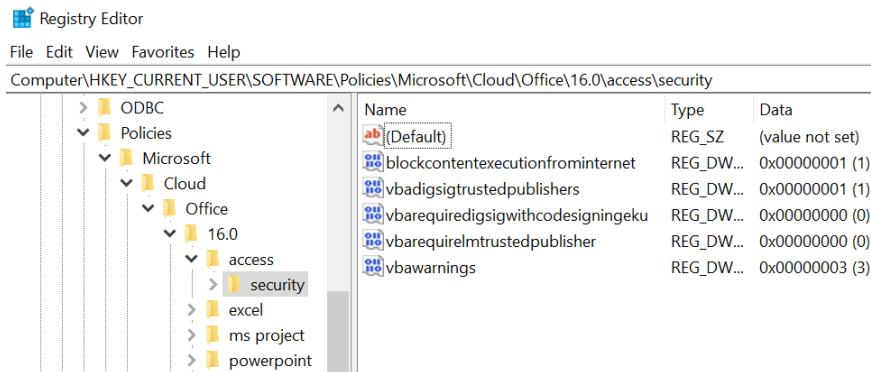 Registry Editor
File Edit View Favorites Help
Computer\HKEY_CURRENT_USER\SOFTWARE\Policies\Microsoft\Cloud\Office\16.0\access\security
ODBC
Policies
Microsoft
Cloud
Office
16.0
access
security
excel
ms project
powerpoint
Name Type Data
ab (Default) REG_SZ (value not set)
blockcontentexecutionfrominternet REG_DW... 0x00000001 (1)
vbadigsigtrustedpublishers REG_DW... 0x00000001 (1)
vbarequiredigsigwithcodesigningeku REG_DW... 0x00000000 (0)
vbarequirelmtrustedpublisher REG_DW... 0x00000000 (0)
vbawarnings REG_DW... 0x00000003 (3)